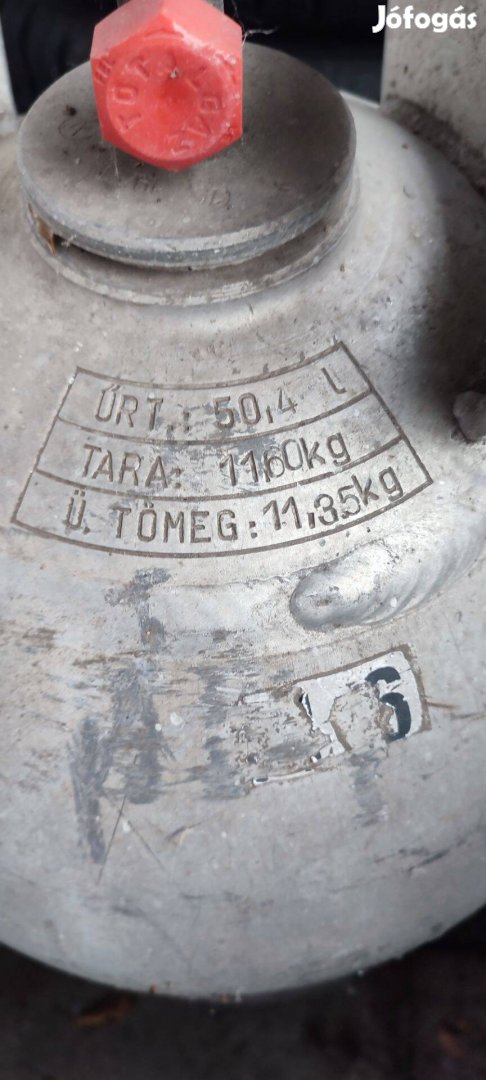 Jófogás
ŰRT.: 50,4 l
TARA: 11,60kg
Ü. TÖMEG: 11,35kg
6